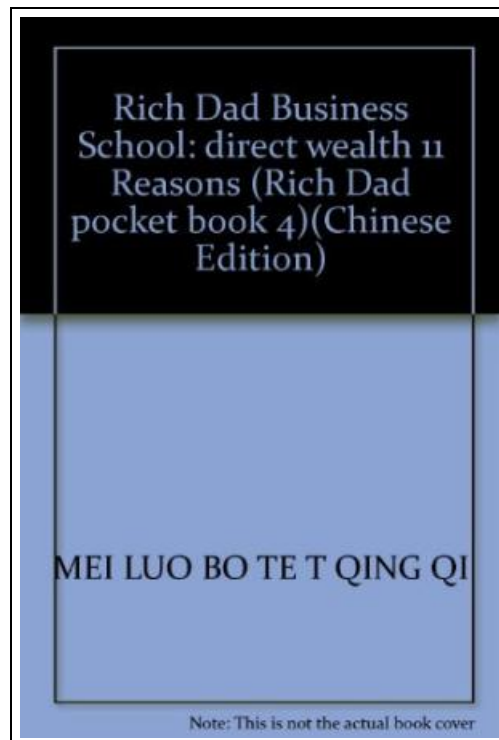 Rich Dad Business
School: direct wealth 11
Reasons (Rich Dad
pocket book 4)(Chinese
Edition)
MEI LUO BO TE T QING QI
Note: This is not the actual book cover